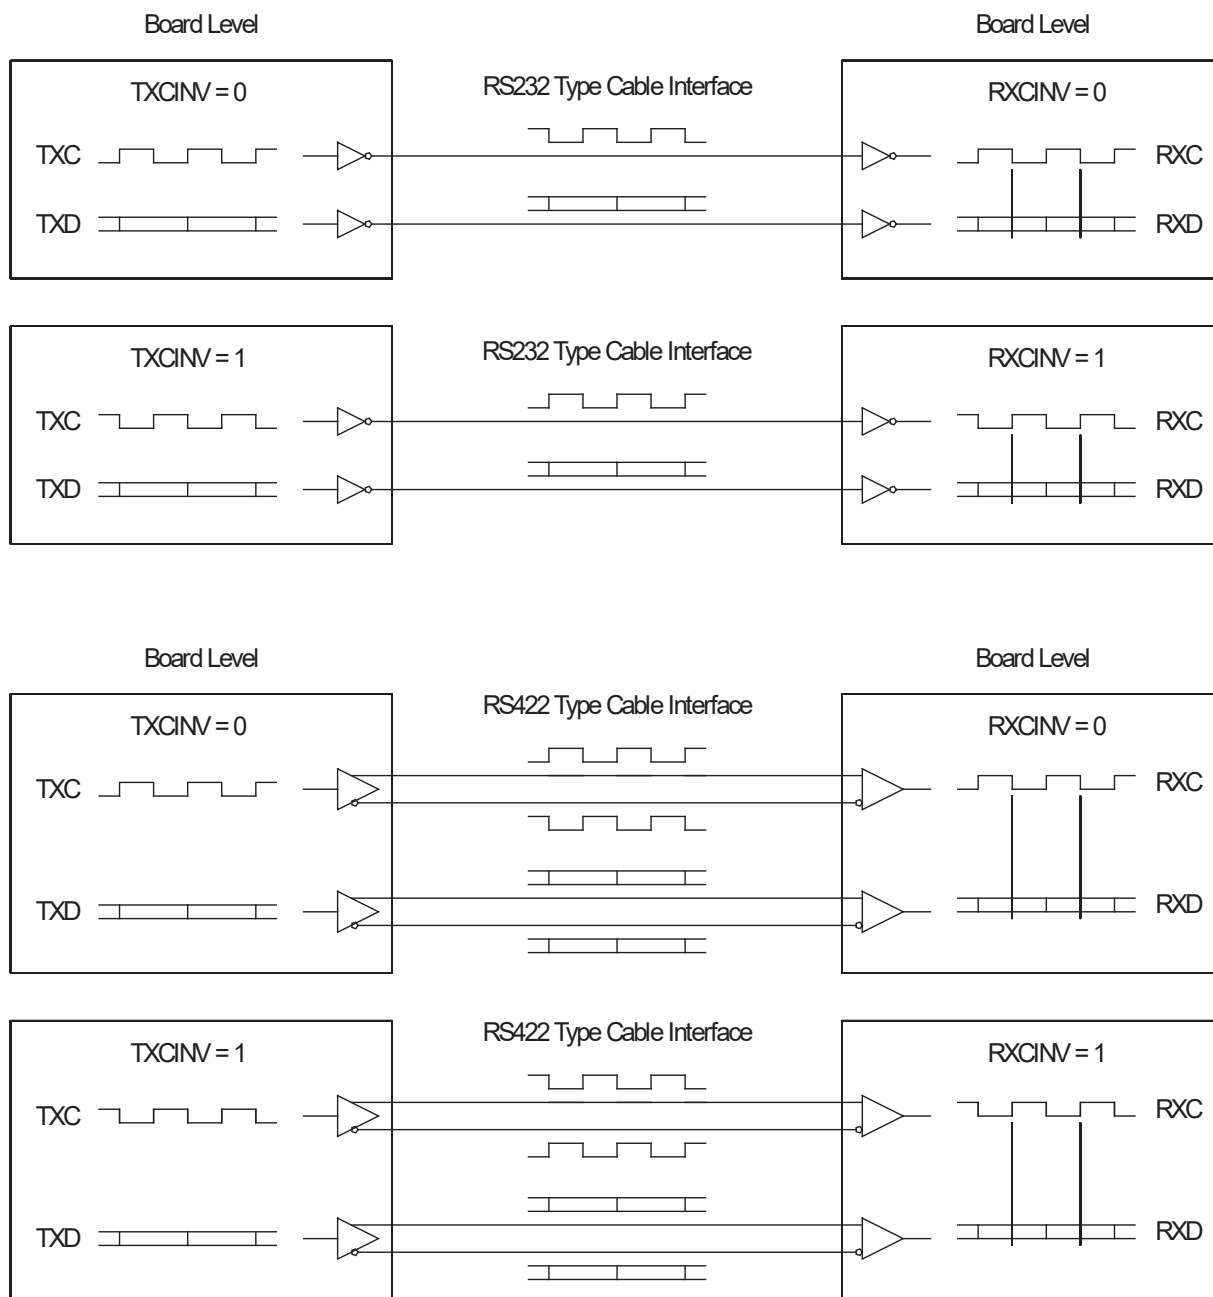 Board Level Board Level
TXCINV = 0 RS232 Type Cable Interface RXCINV = 0
TXC RXC
TXD RXD
TXCINV = 1 RS232 Type Cable Interface RXCINV = 1
TXC RXC
TXD RXD
Board Level Board Level
TXCINV = 0 RS422 Type Cable Interface RXCINV = 0
TXC RXC
TXD RXD
TXCINV = 1 RS422 Type Cable Interface RXCINV = 1
TXC RXC
TXD RXD